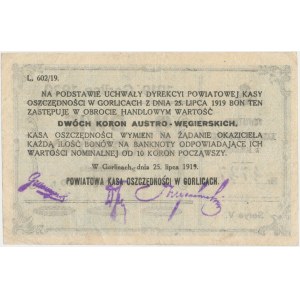 L. 602/19.
NA PODSTAWIE UCHWAŁY DYREKCYI POWIATOWEJ KASY
OSZCZĘDNOŚCI W GORLICACH Z DNIA 25. LIPCA 1919 BON TEN
ZASTĘPUJE W OBROCIE HANDLOWYM WARTOŚĆ
DWÓCH KORON AUSTRO-WĘGIERSKICH.
KASA OSZCZĘDNOŚCI WYMIENI NA ŻĄDANIE OKAZICIELA
KAŻDĄ ILOŚĆ BONÓW NA BANKNOTY ODPOWIADAJĄCE ICH
WARTOŚCI NOMINALNEJ OD 10 KORON POCZĄWSZY.
W Gorlicach, dnia 25. lipca 1919.
POWIATOWA KASA OSZCZĘDNOŚCI W GORLICACH.